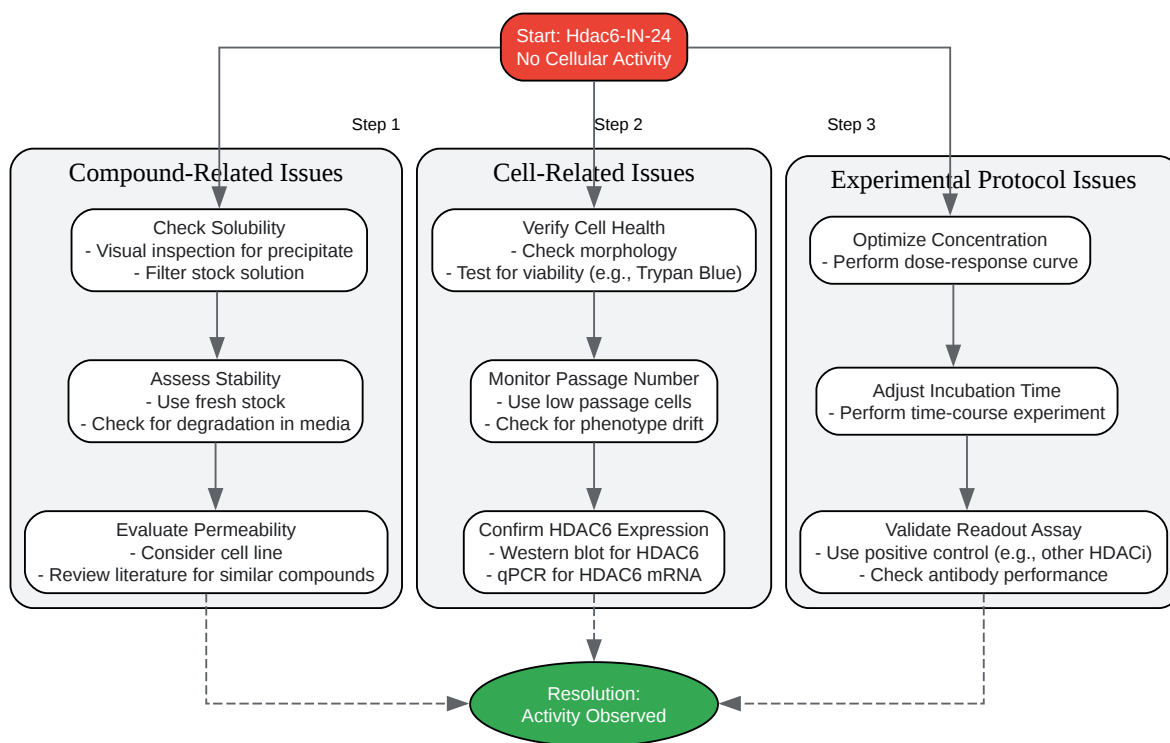 Start: Hdac6-IN-24
No Cellular Activity
Step 1
Step 2
Step 3
Compound-Related Issues
Check Solubility
- Visual inspection for precipitate
- Filter stock solution
Assess Stability
- Use fresh stock
- Check for degradation in media
Evaluate Permeability
- Consider cell line
- Review literature for similar compounds
Cell-Related Issues
Verify Cell Health
- Check morphology
- Test for viability (e.g., Trypan Blue)
Monitor Passage Number
- Use low passage cells
- Check for phenotype drift
Confirm HDAC6 Expression
- Western blot for HDAC6
- qPCR for HDAC6 mRNA
Experimental Protocol Issues
Optimize Concentration
- Perform dose-response curve
Adjust Incubation Time
- Perform time-course experiment
Validate Readout Assay
- Use positive control (e.g., other HDACi)
- Check antibody performance
Resolution:
Activity Observed